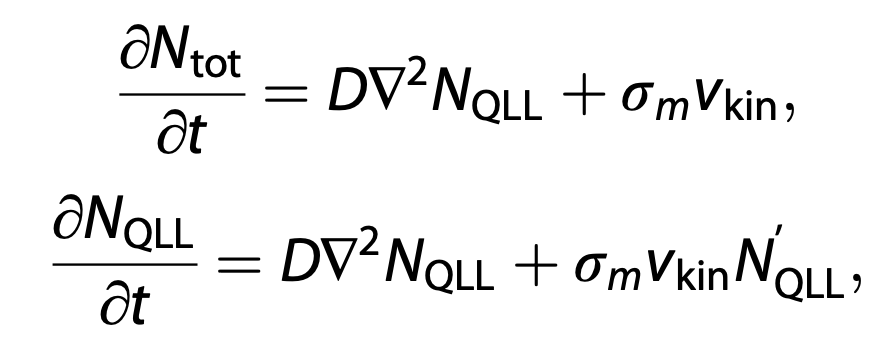 ∂N_tot/∂t = D∇²N_QLL + σ_m v_kin,
∂N_QLL/∂t = D∇²N_QLL + σ_m v_kin N′_QLL,